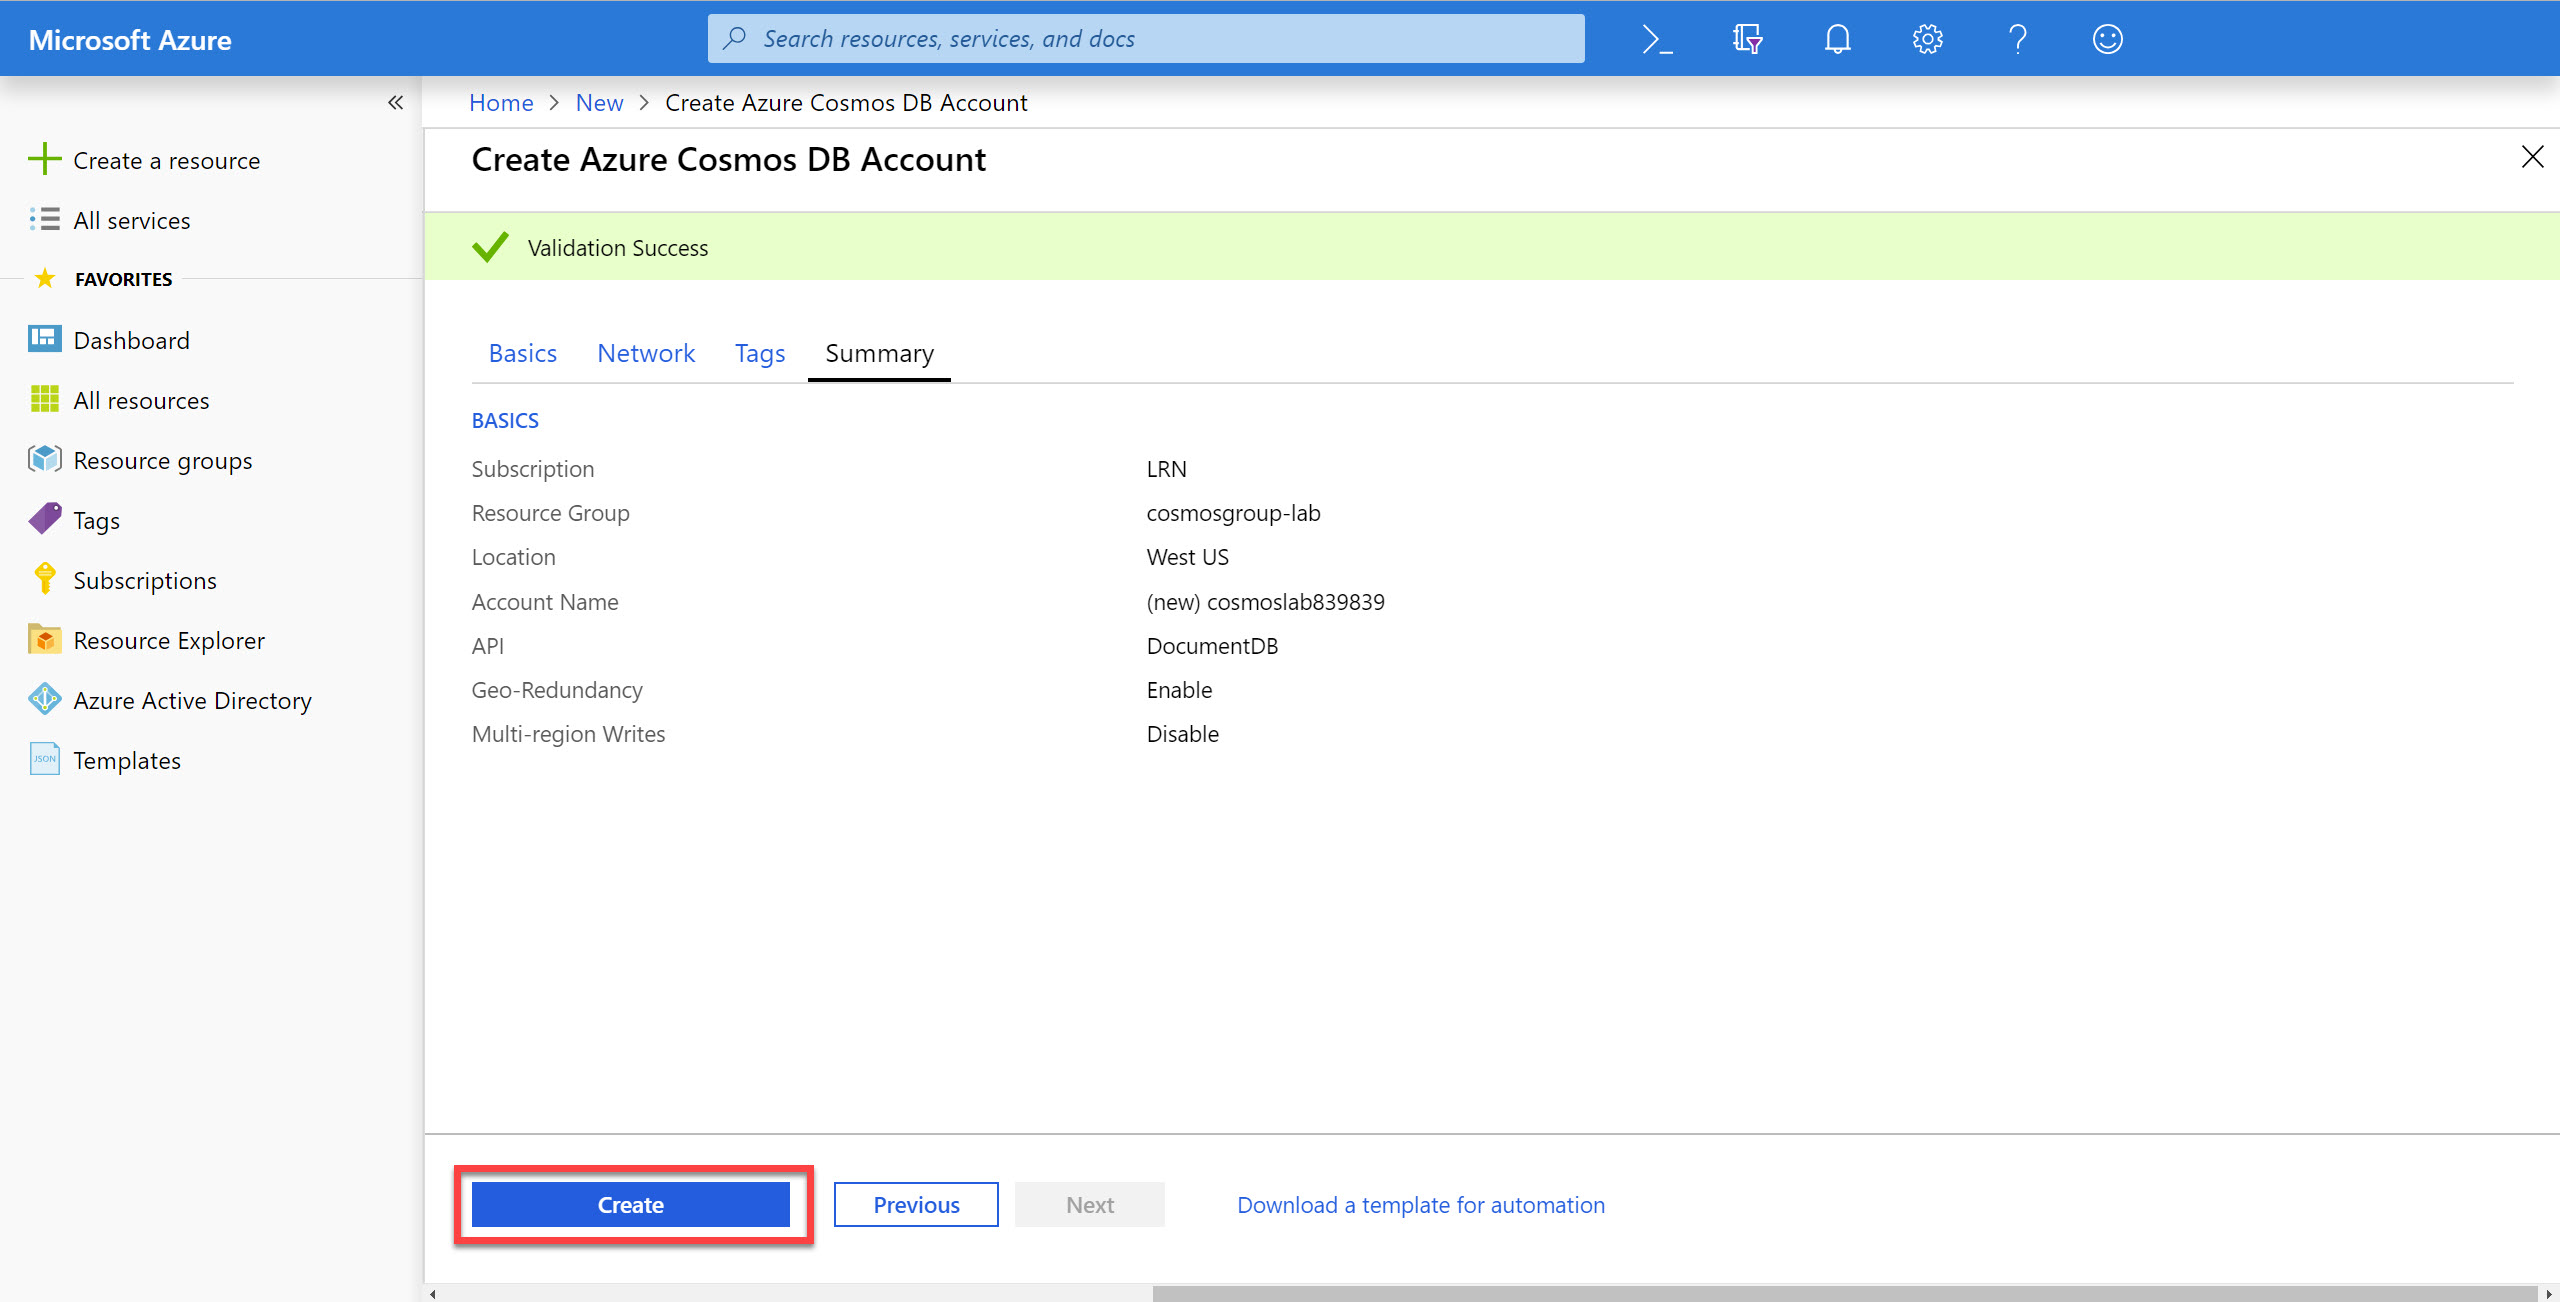 Microsoft Azure
Search resources, services, and docs
Home > New > Create Azure Cosmos DB Account
Create a resource
All services
FAVORITES
Dashboard
All resources
Resource groups
Tags
Subscriptions
Resource Explorer
Azure Active Directory
JSON
Templates
Create Azure Cosmos DB Account
Validation Success
Basics Network Tags Summary
BASICS
Subscription LRN
Resource Group cosmosgroup-lab
Location West US
Account Name (new) cosmoslab839839
API DocumentDB
Geo-Redundancy Enable
Multi-region Writes Disable
Create Previous Next Download a template for automation